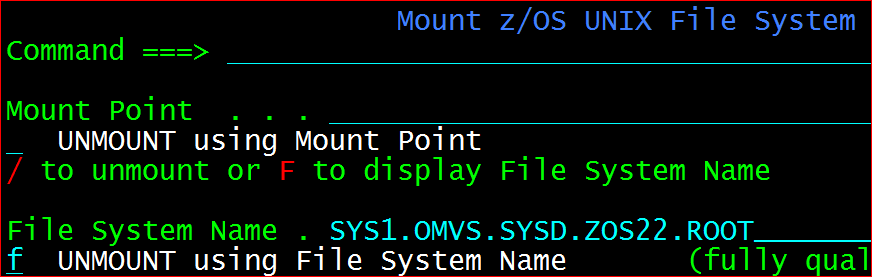 Mount z/OS UNIX File System
Command ===> 
Mount Point . . .
_ UNMOUNT using Mount Point
/ to unmount or F to display File System Name
File System Name . SYS1.OMVS.SYSD.ZOS22.ROOT
f UNMOUNT using File System Name (fully qual